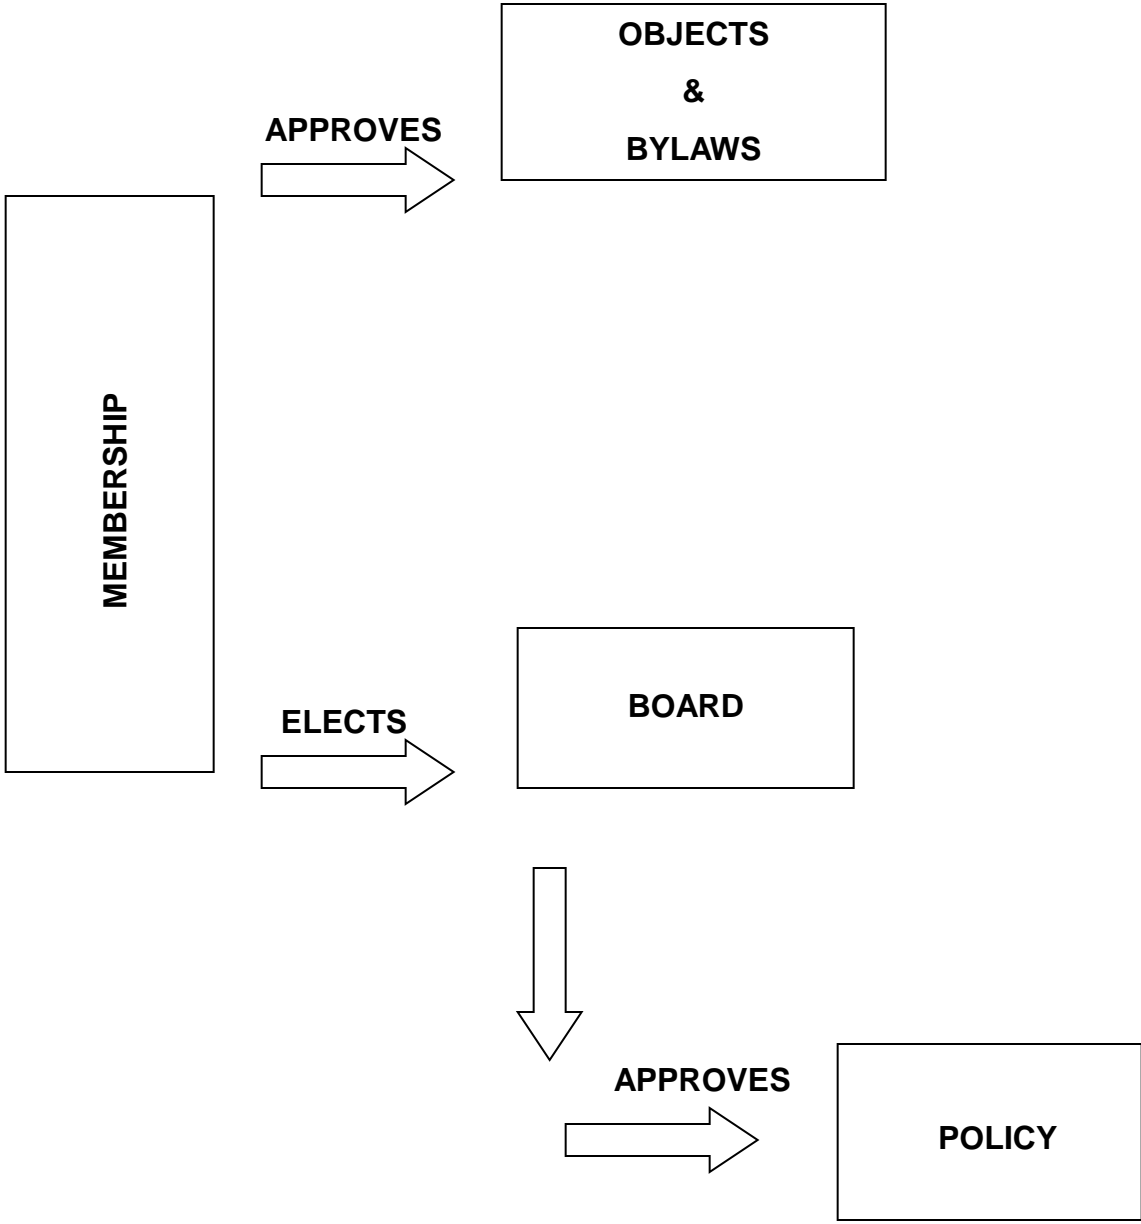 OBJECTS
&
BYLAWS
APPROVES
MEMBERSHIP
ELECTS
BOARD
APPROVES
POLICY